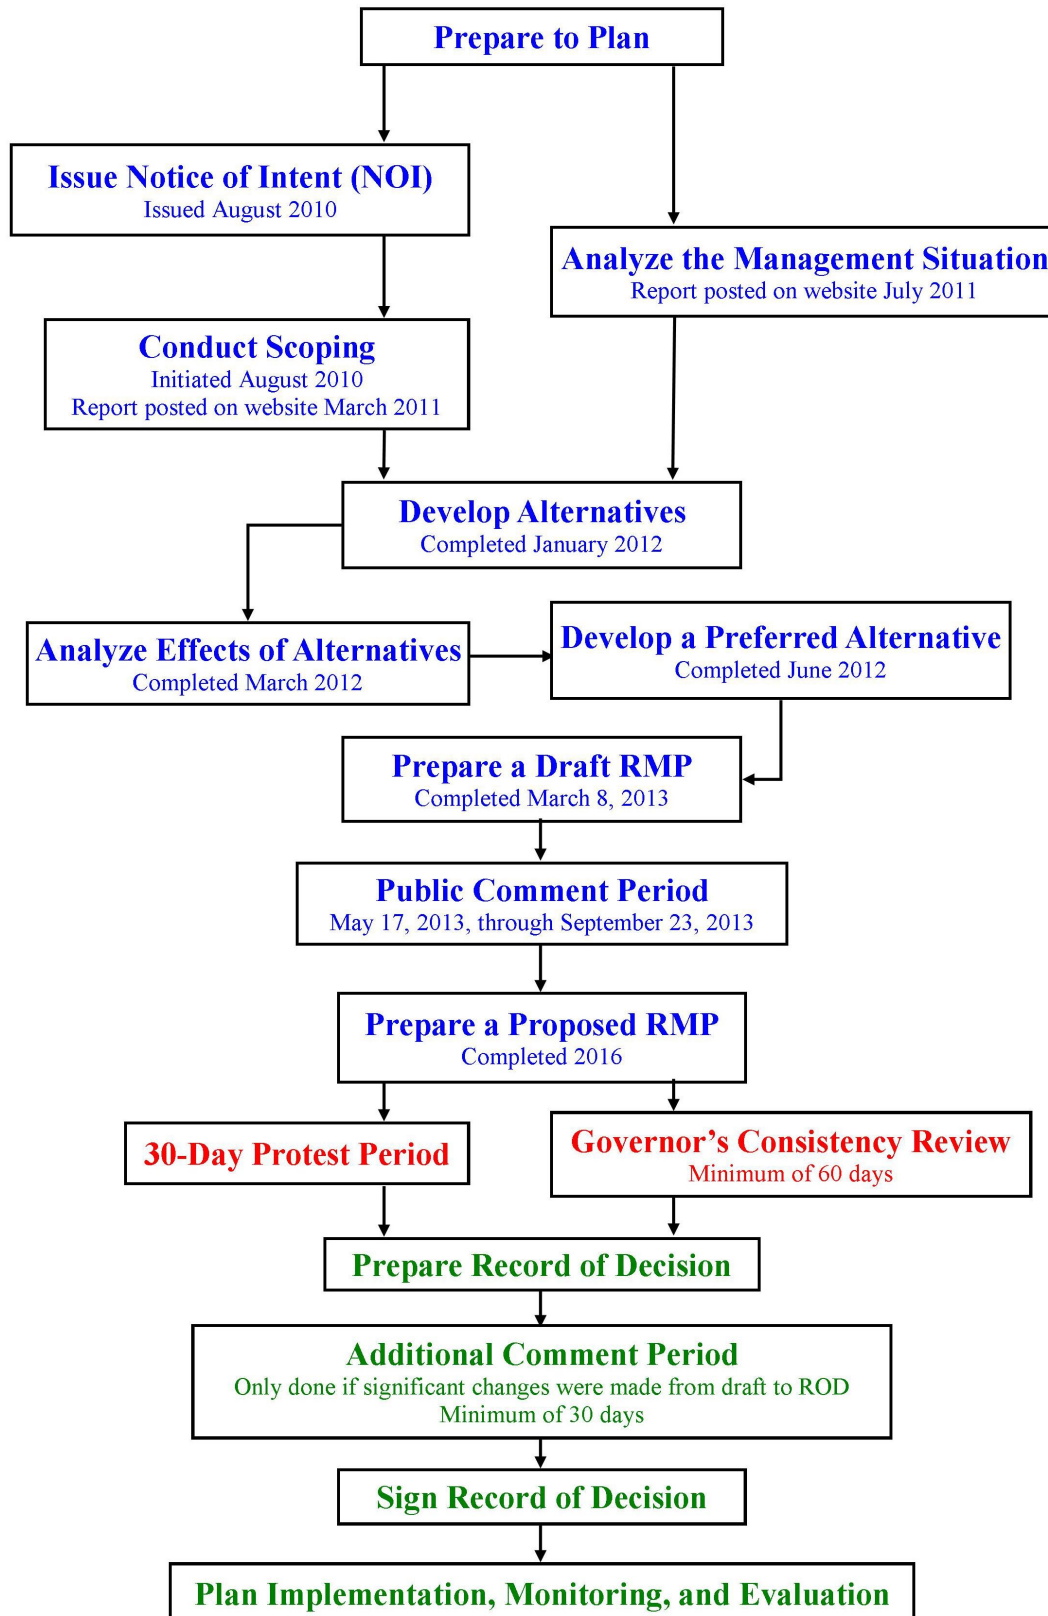 Prepare to Plan
Issue Notice of Intent (NOI)
Issued August 2010
Analyze the Management Situation
Report posted on website July 2011
Conduct Scoping
Initiated August 2010
Report posted on website March 2011
Develop Alternatives
Completed January 2012
Analyze Effects of Alternatives
Completed March 2012
Develop a Preferred Alternative
Completed June 2012
Prepare a Draft RMP
Completed March 8, 2013
Public Comment Period
May 17, 2013, through September 23, 2013
Prepare a Proposed RMP
Completed 2016
30-Day Protest Period
Governor’s Consistency Review
Minimum of 60 days
Prepare Record of Decision
Additional Comment Period
Only done if significant changes were made from draft to ROD
Minimum of 30 days
Sign Record of Decision
Plan Implementation, Monitoring, and Evaluation